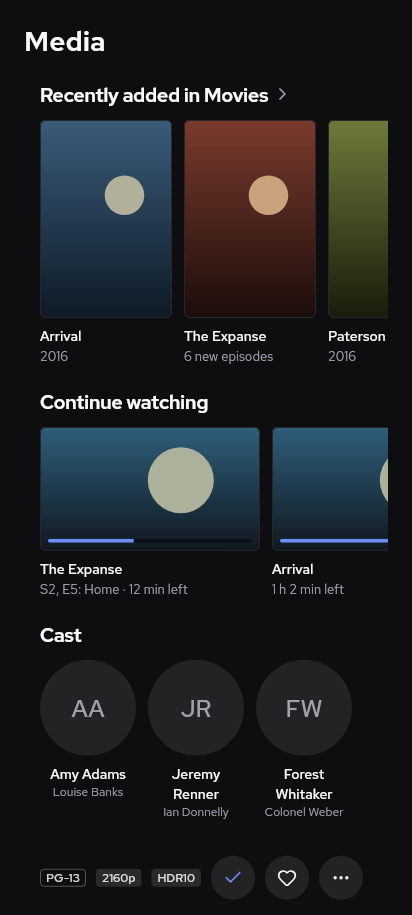 Media
Recently added in Movies
Arrival
2016
The Expanse
6 new episodes
Paterson
2016
Continue watching
The Expanse
S2, E5: Home · 12 min left
Arrival
1 h 2 min left
Cast
AA
JR
FW
Amy Adams
Louise Banks
Jeremy
Renner
Ian Donnelly
Forest
Whitaker
Colonel Weber
PG-13
2160p
HDR10